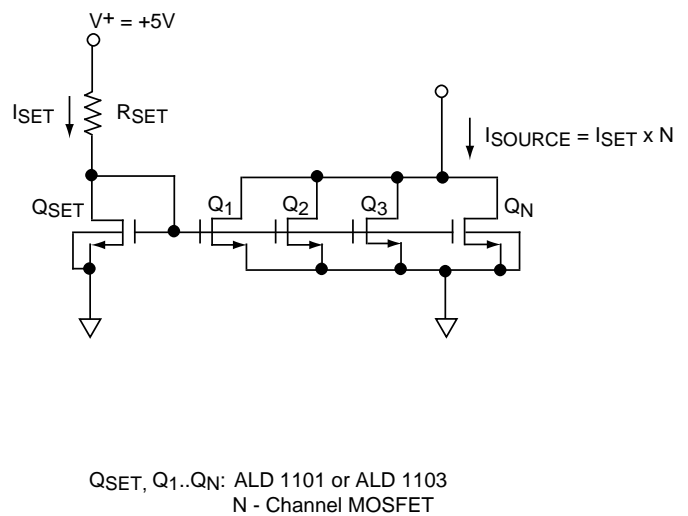 V+ = +5V
ISET
RSET
ISOURCE = ISET x N
QSET
Q1
Q2
Q3
QN
QSET, Q1..QN: ALD 1101 or ALD 1103
N - Channel MOSFET